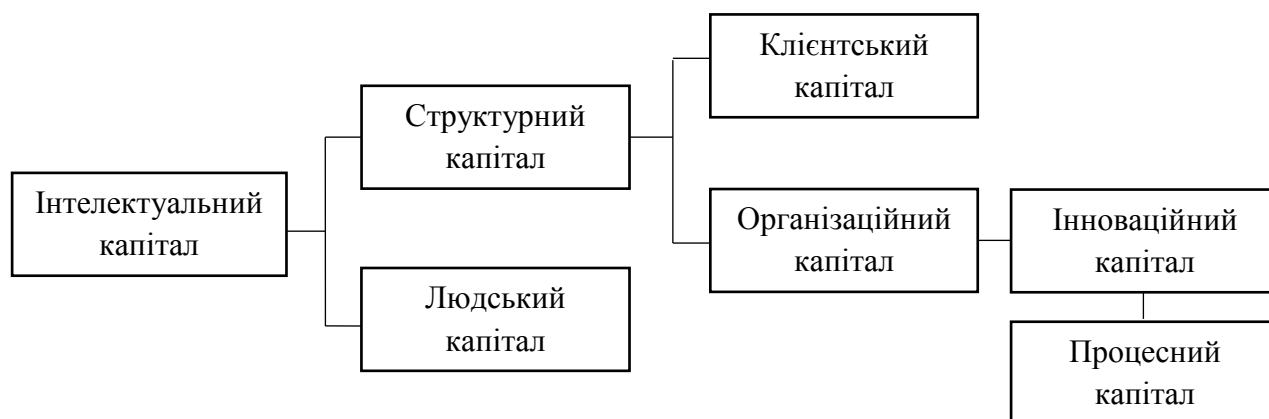 Клієнтський
капітал
Структурний
капітал
Інтелектуальний
капітал
Організаційний
капітал
Інноваційний
капітал
Людський
капітал
Процесний
капітал